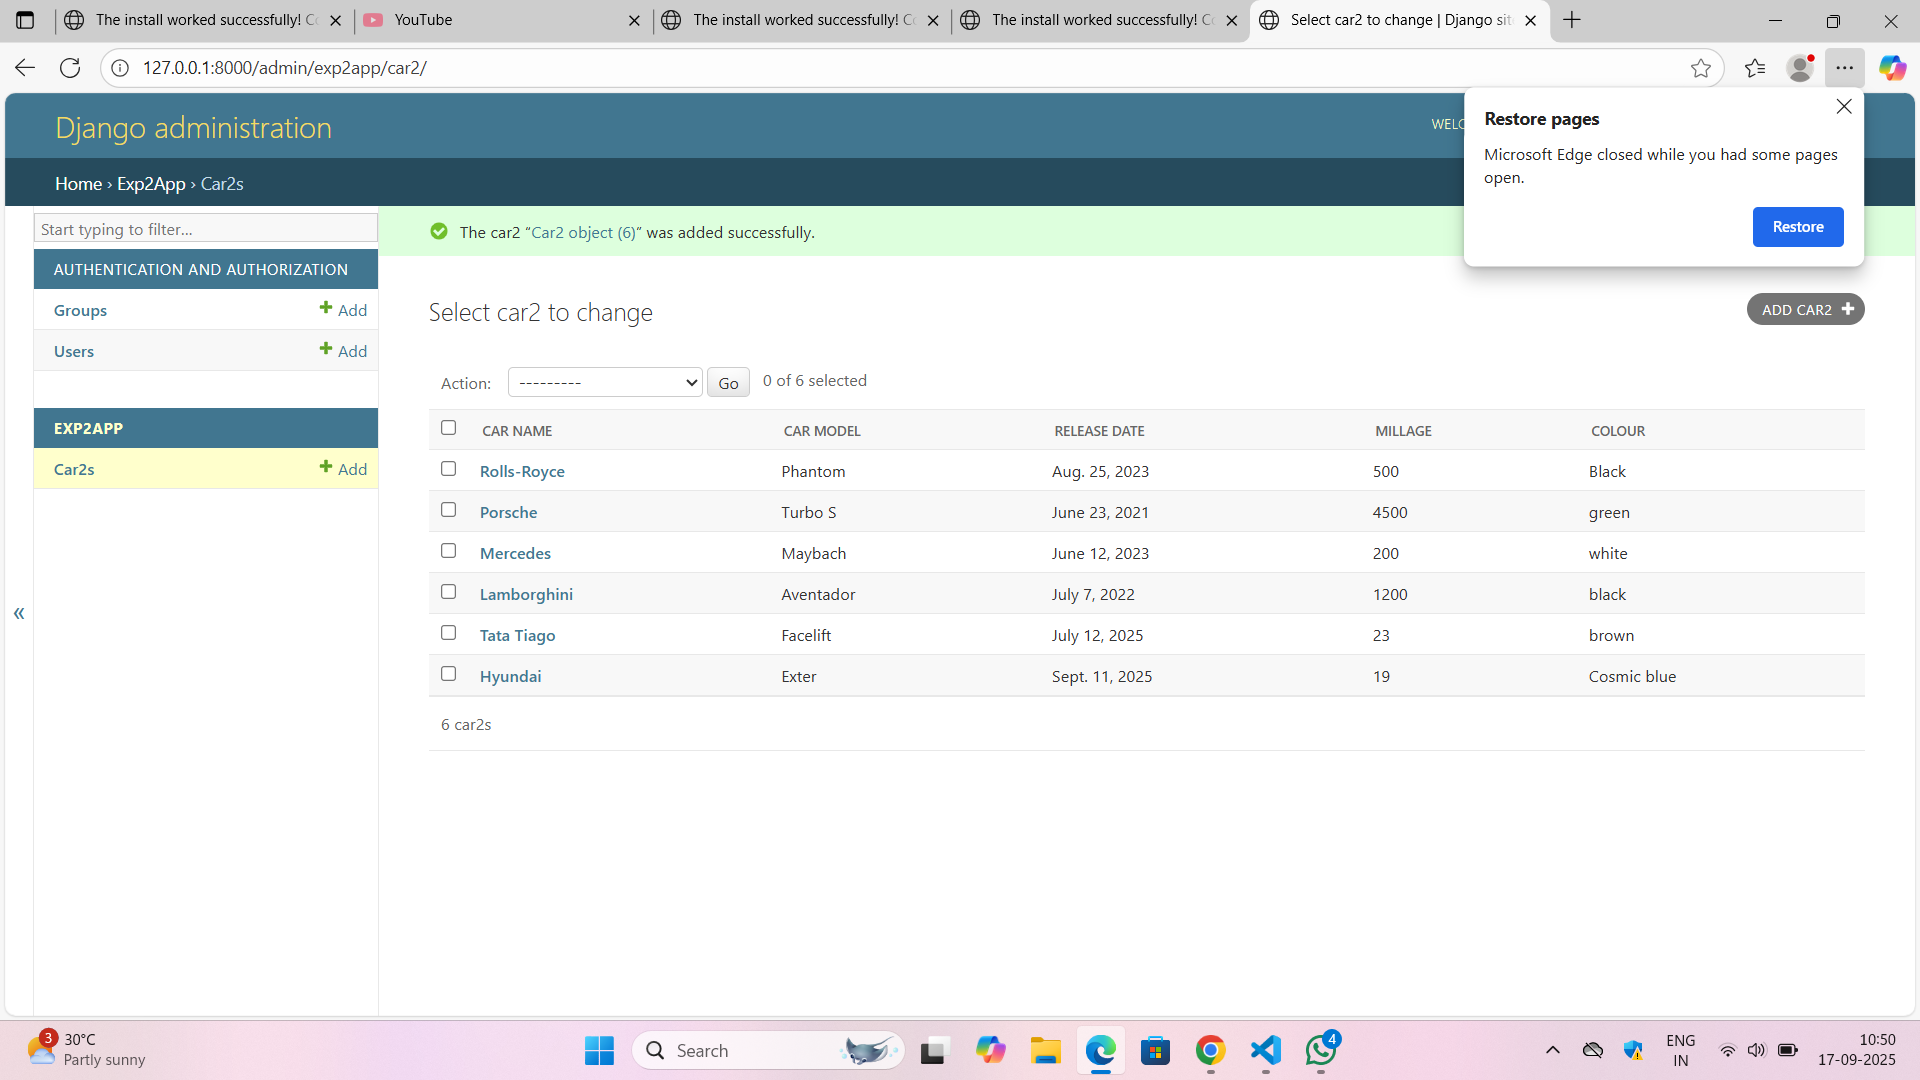 The install worked successfully! Co
YouTube
The install worked successfully! Co
The install worked successfully! Co
Select car2 to change | Django site
127.0.0.1:8000/admin/exp2app/car2/
Django administration
WELC
Restore pages
Microsoft Edge closed while you had some pages
open.
Restore
Home › Exp2App › Car2s
Start typing to filter...
The car2 “Car2 object (6)” was added successfully.
AUTHENTICATION AND AUTHORIZATION
Groups Add
Users Add
EXP2APP
Car2s Add
«
Select car2 to change
ADD CAR2
Action: --------- Go 0 of 6 selected
CAR NAME CAR MODEL RELEASE DATE MILLAGE COLOUR
Rolls-Royce Phantom Aug. 25, 2023 500 Black
Porsche Turbo S June 23, 2021 4500 green
Mercedes Maybach June 12, 2023 200 white
Lamborghini Aventador July 7, 2022 1200 black
Tata Tiago Facelift July 12, 2025 23 brown
Hyundai Exter Sept. 11, 2025 19 Cosmic blue
6 car2s
3
30°C
Partly sunny
Search
4
ENG
IN
10:50
17-09-2025